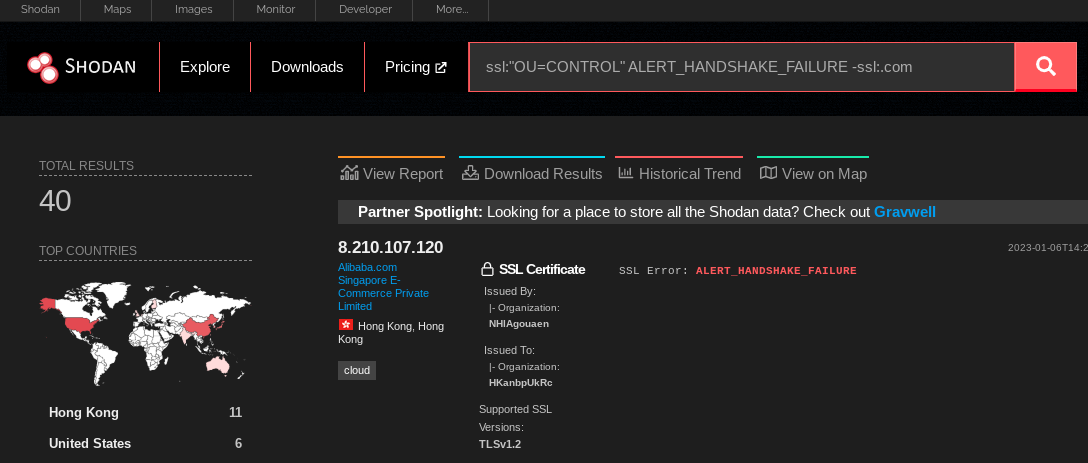 Shodan Maps Images Monitor Developer More...
SHODAN Explore Downloads Pricing ssl:"OU=CONTROL" ALERT_HANDSHAKE_FAILURE -ssl:.com
TOTAL RESULTS
40
TOP COUNTRIES
Hong Kong 11
United States 6
View Report Download Results Historical Trend View on Map
Partner Spotlight: Looking for a place to store all the Shodan data? Check out Gravwell
8.210.107.120
2023-01-06T14:2
Alibaba.com
Singapore E-
Commerce Private
Limited
Hong Kong, Hong
Kong
cloud
SSL Certificate
Issued By:
|- Organization:
NHIAgouaen
Issued To:
|- Organization:
HKanbpUkRc
Supported SSL
Versions:
TLSv1.2
SSL Error: ALERT_HANDSHAKE_FAILURE